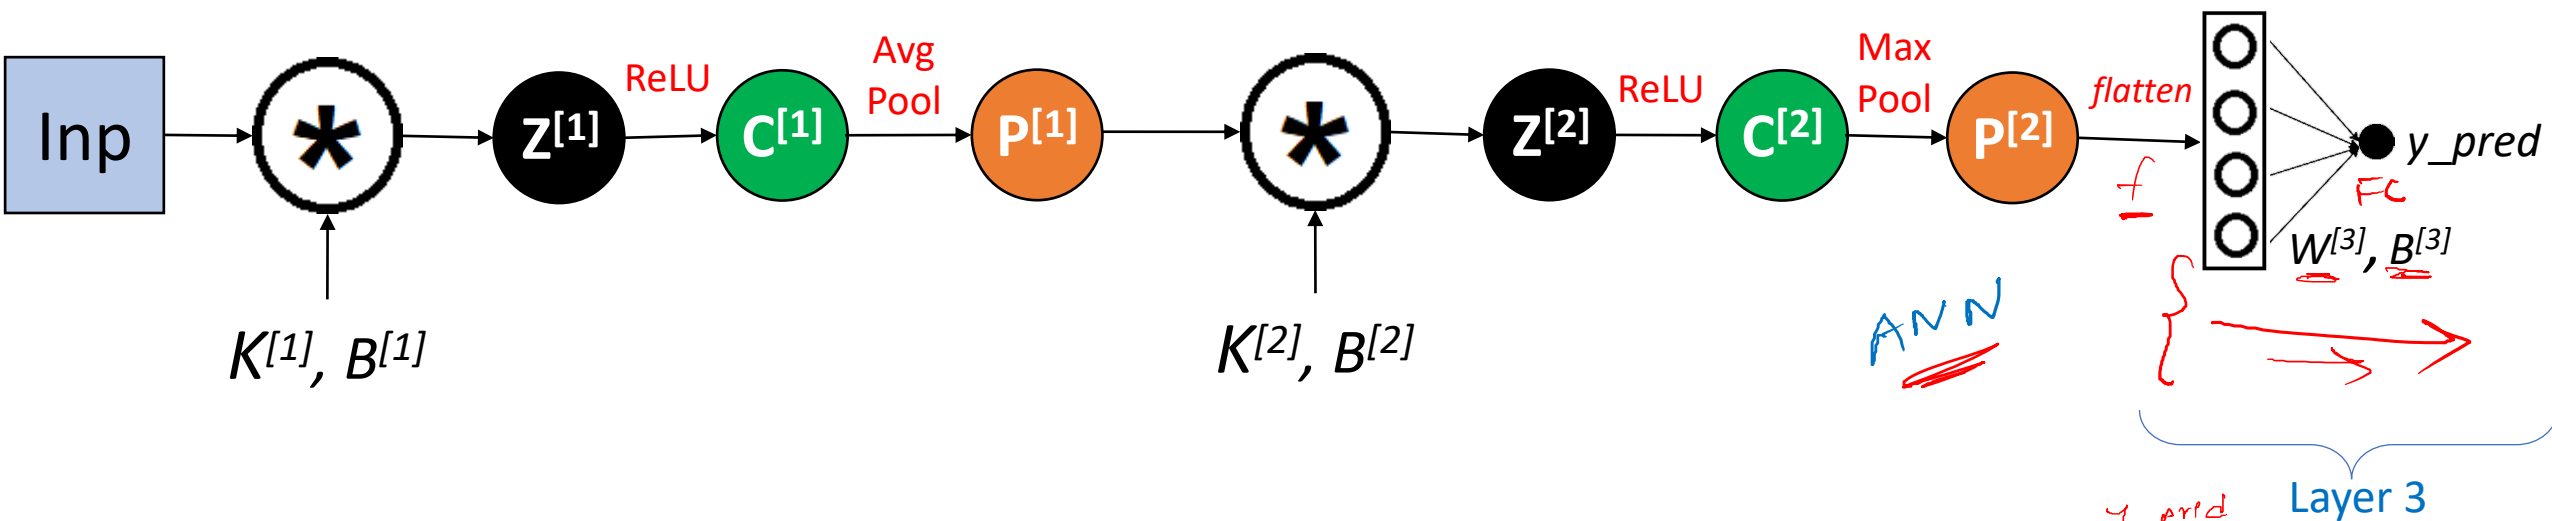 Inp
*
Z[1]
ReLU
C[1]
Avg
Pool
P[1]
*
Z[2]
ReLU
C[2]
Max
Pool
P[2]
flatten
f
y_pred
FC
W[3], B[3]
K[1], B[1]
K[2], B[2]
ANN
Layer 3
y pred